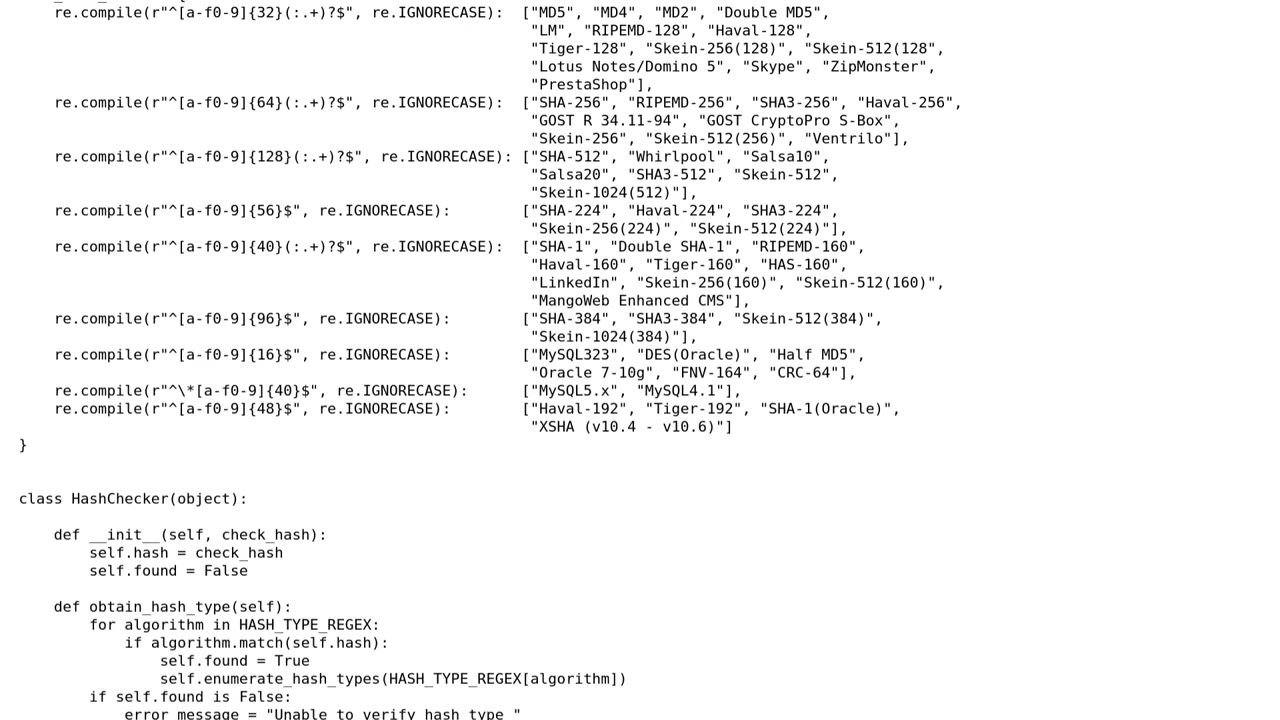 re.compile(r"^[a-f0-9]{32}(:.+)?$", re.IGNORECASE):  ["MD5", "MD4", "MD2", "Double MD5",
"LM", "RIPEMD-128", "Haval-128",
"Tiger-128", "Skein-256(128)", "Skein-512(128",
"Lotus Notes/Domino 5", "Skype", "ZipMonster",
"PrestaShop"],
re.compile(r"^[a-f0-9]{64}(:.+)?$", re.IGNORECASE):  ["SHA-256", "RIPEMD-256", "SHA3-256", "Haval-256",
"GOST R 34.11-94", "GOST CryptoPro S-Box",
"Skein-256", "Skein-512(256)", "Ventrilo"],
re.compile(r"^[a-f0-9]{128}(:.+)?$", re.IGNORECASE): ["SHA-512", "Whirlpool", "Salsa10",
"Salsa20", "SHA3-512", "Skein-512",
"Skein-1024(512)"],
re.compile(r"^[a-f0-9]{56}$", re.IGNORECASE):        ["SHA-224", "Haval-224", "SHA3-224",
"Skein-256(224)", "Skein-512(224)"],
re.compile(r"^[a-f0-9]{40}(:.+)?$", re.IGNORECASE):  ["SHA-1", "Double SHA-1", "RIPEMD-160",
"Haval-160", "Tiger-160", "HAS-160",
"LinkedIn", "Skein-256(160)", "Skein-512(160)",
"MangoWeb Enhanced CMS"],
re.compile(r"^[a-f0-9]{96}$", re.IGNORECASE):        ["SHA-384", "SHA3-384", "Skein-512(384)",
"Skein-1024(384)"],
re.compile(r"^[a-f0-9]{16}$", re.IGNORECASE):        ["MySQL323", "DES(Oracle)", "Half MD5",
"Oracle 7-10g", "FNV-164", "CRC-64"],
re.compile(r"^\*[a-f0-9]{40}$", re.IGNORECASE):      ["MySQL5.x", "MySQL4.1"],
re.compile(r"^[a-f0-9]{48}$", re.IGNORECASE):        ["Haval-192", "Tiger-192", "SHA-1(Oracle)",
"XSHA (v10.4 - v10.6)"]
}
class HashChecker(object):
def __init__(self, check_hash):
self.hash = check_hash
self.found = False
def obtain_hash_type(self):
for algorithm in HASH_TYPE_REGEX:
if algorithm.match(self.hash):
self.found = True
self.enumerate_hash_types(HASH_TYPE_REGEX[algorithm])
if self.found is False:
error_message = "Unable to verify hash type "